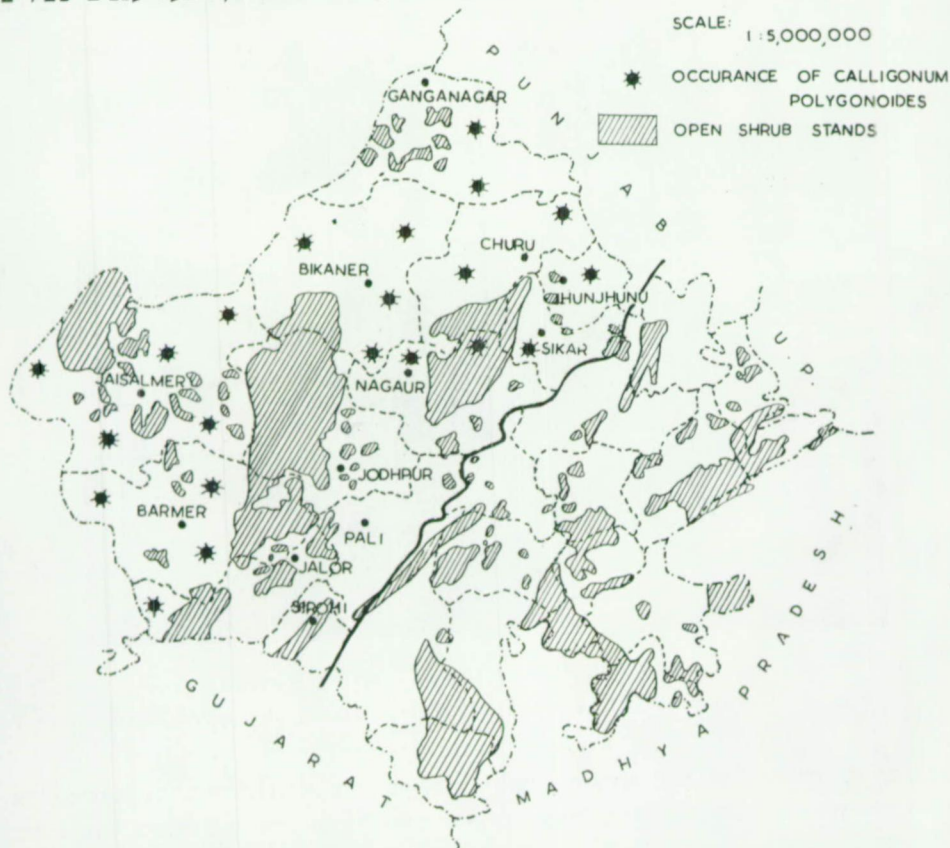 SCALE:
1:5,000,000
OCCURANCE OF CALLIGONUM
POLYGONOIDES
OPEN SHRUB STANDS
PUNJAB
GANGANAGAR
CHURU
BIKANER
JHUNJHUNU
SIKAR
U P
NAGAUR
JAISALMER
JODHPUR
BARMER
PALI
JALOR
SIROHI
GUJARAT
MADHYA PRADESH